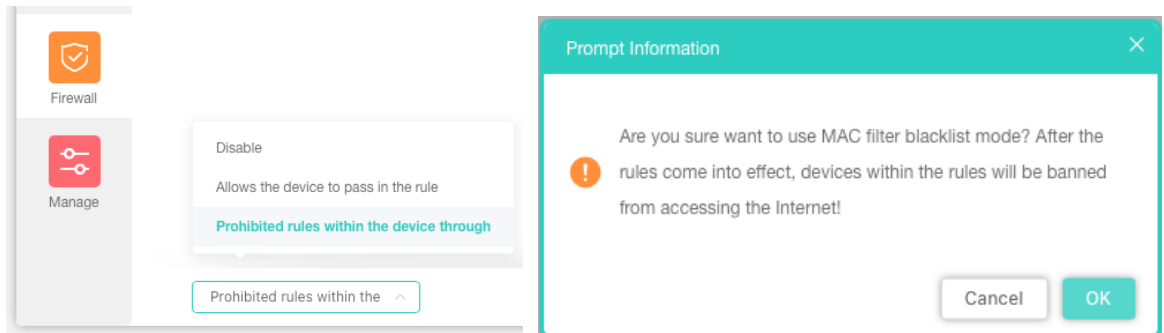 Firewall
Manage
Disable
Allows the device to pass in the rule
Prohibited rules within the device through
Prohibited rules within the
Prompt Information
Are you sure want to use MAC filter blacklist mode? After the
rules come into effect, devices within the rules will be banned
from accessing the Internet!
Cancel
OK